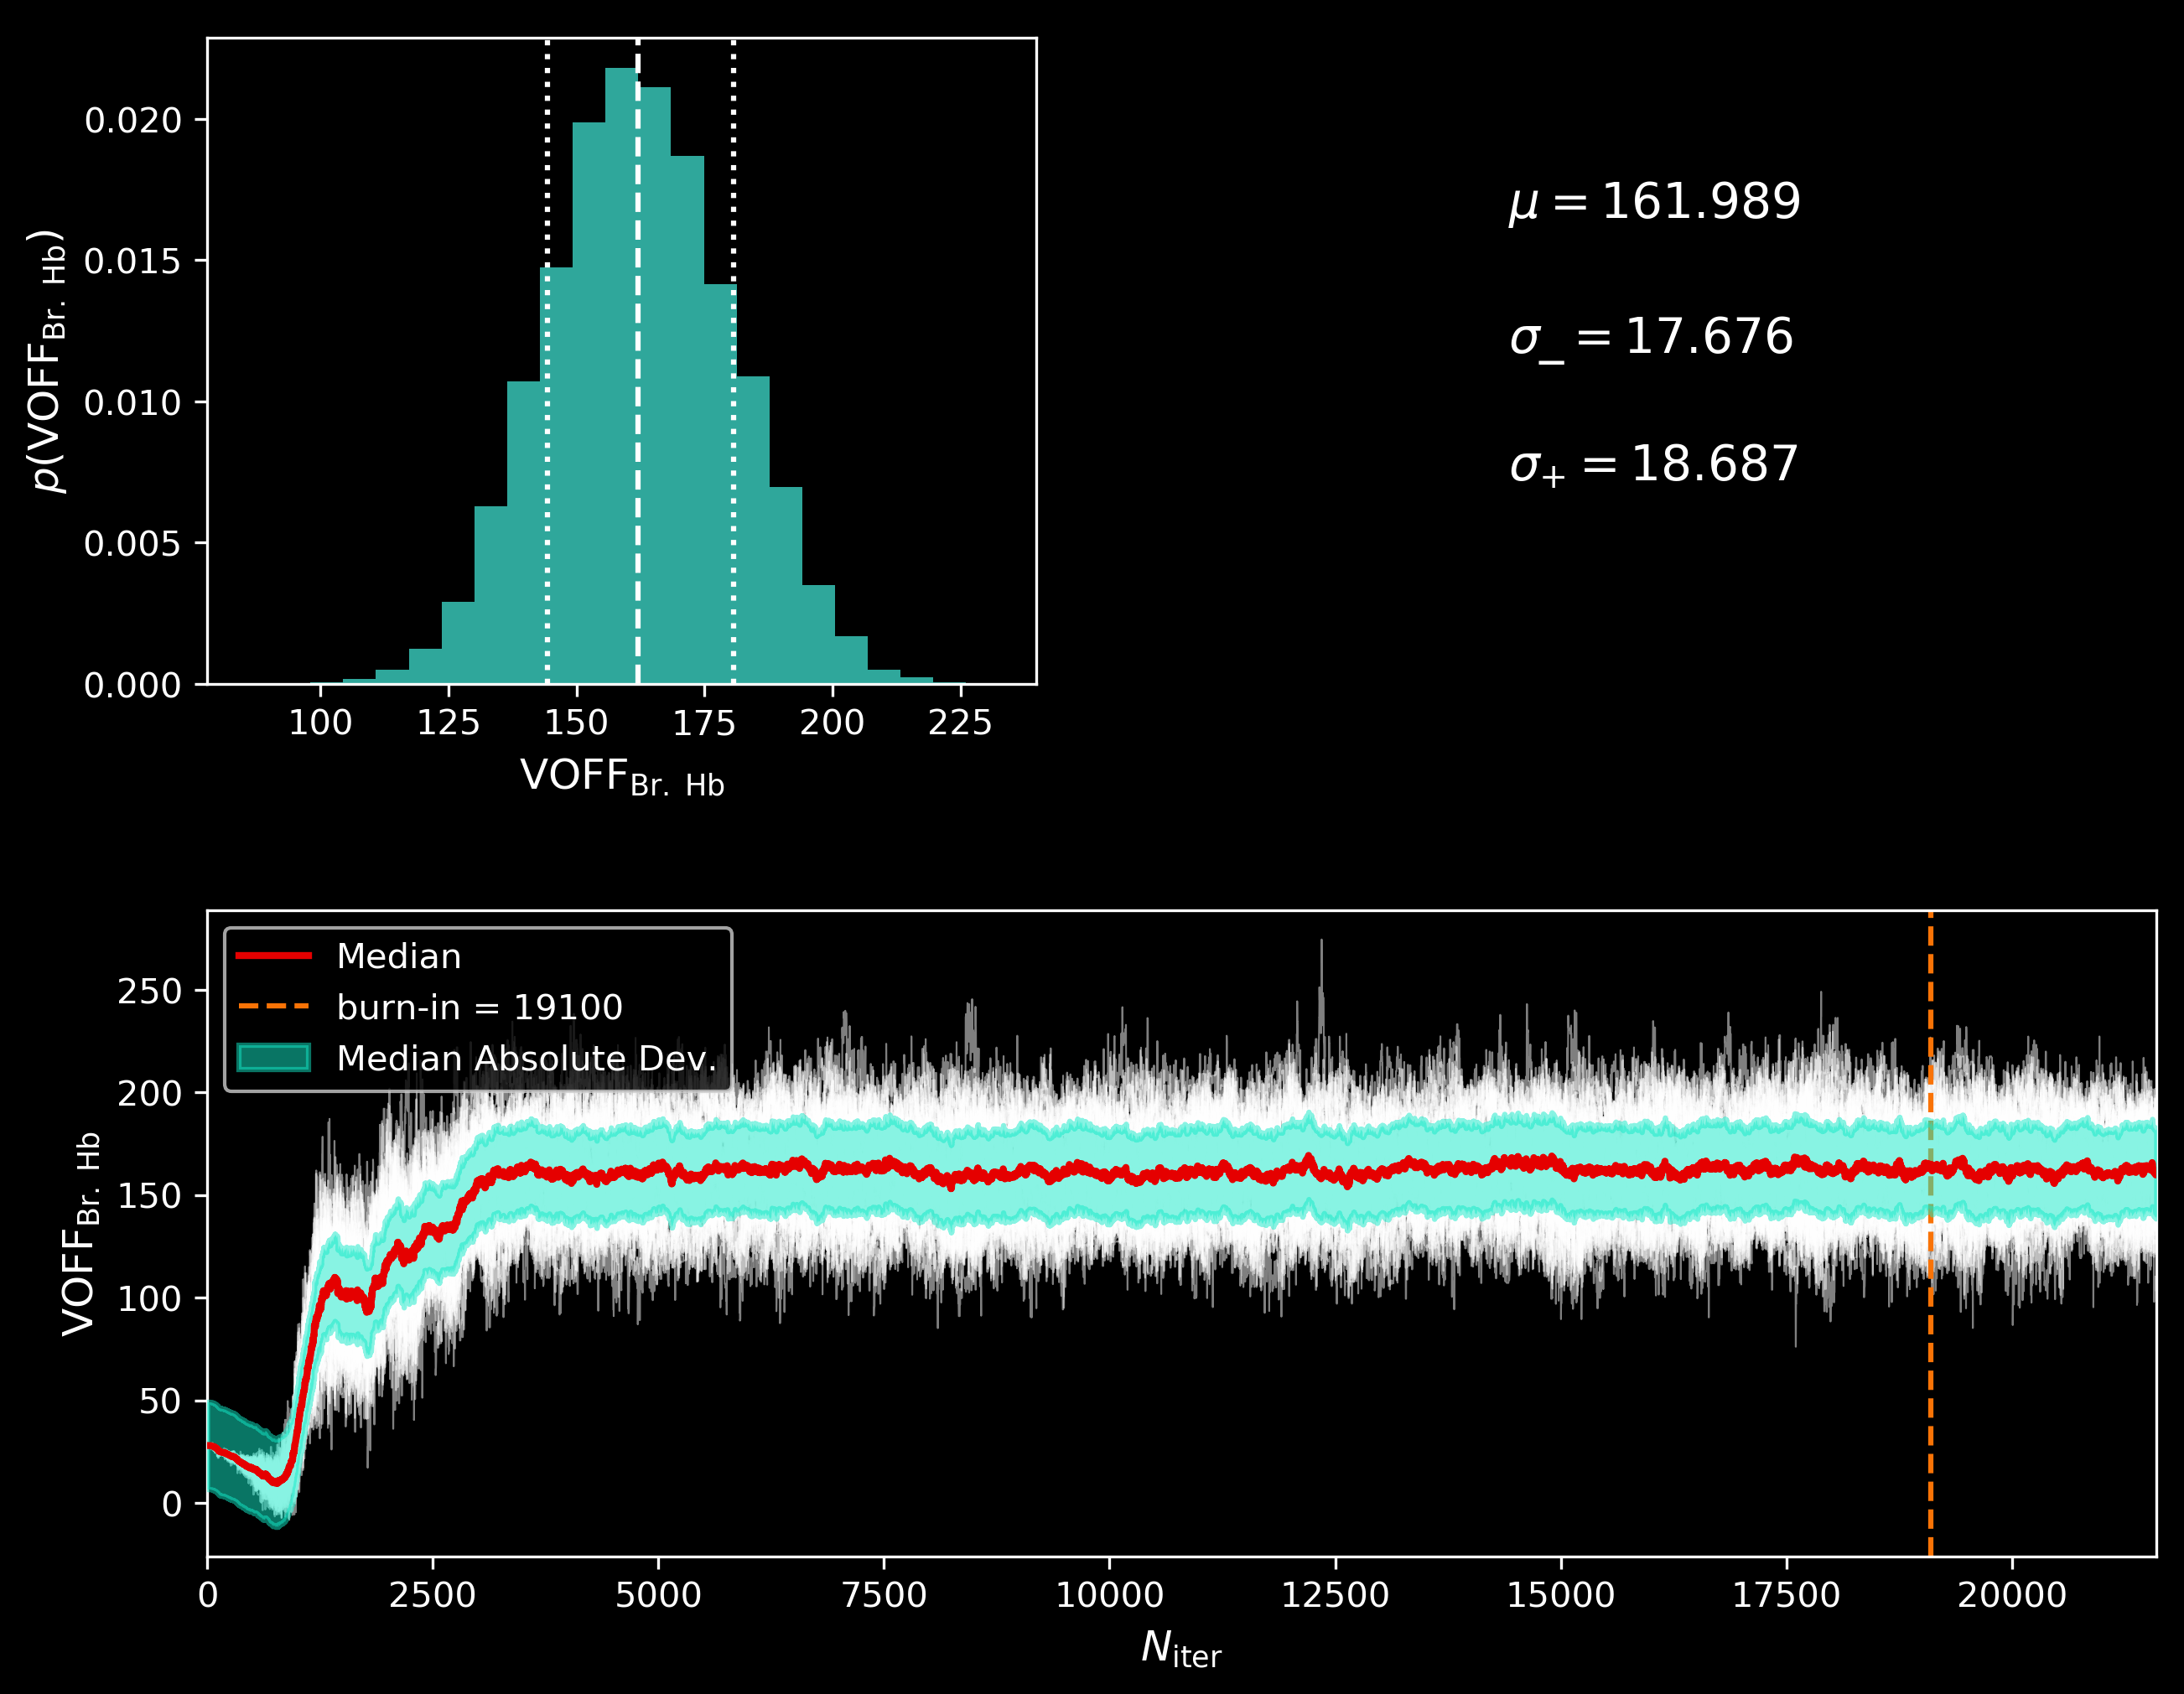 0.020
0.015
0.010
0.005
0.000
p(VOFF_Br. Hb)
100 125 150 175 200 225
VOFF_Br. Hb
μ = 161.989
σ_− = 17.676
σ_+ = 18.687
Median
burn-in = 19100
Median Absolute Dev.
250
200
150
100
50
0
VOFF_Br. Hb
0 2500 5000 7500 10000 12500 15000 17500 20000
N_iter